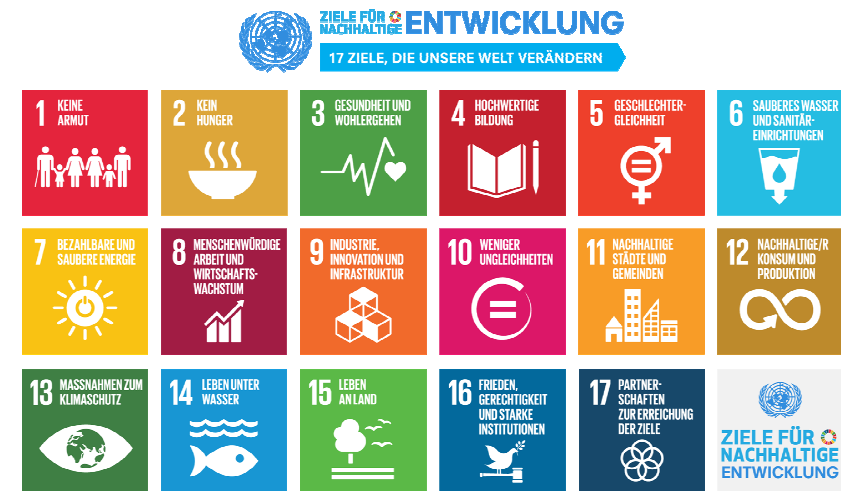 ZIELE FÜR
NACHHALTIGE
ENTWICKLUNG
17 ZIELE, DIE UNSERE WELT VERÄNDERN
1 KEINE
ARMUT
2 KEIN
HUNGER
3 GESUNDHEIT UND
WOHLERGEHEN
4 HOCHWERTIGE
BILDUNG
5 GESCHLECHTER-
GLEICHHEIT
6 SAUBERES WASSER
UND SANITÄR-
EINRICHTUNGEN
7 BEZAHLBARE UND
SAUBERE ENERGIE
8 MENSCHENWÜRDIGE
ARBEIT UND
WIRTSCHAFTS-
WACHSTUM
9 INDUSTRIE,
INNOVATION UND
INFRASTRUKTUR
10 WENIGER
UNGLEICHHEITEN
11 NACHHALTIGE
STÄDTE UND
GEMEINDEN
12 NACHHALTIGE/R
KONSUM UND
PRODUKTION
13 MASSNAHMEN ZUM
KLIMASCHUTZ
14 LEBEN UNTER
WASSER
15 LEBEN
AN LAND
16 FRIEDEN,
GERECHTIGKEIT
UND STARKE
INSTITUTIONEN
17 PARTNER-
SCHAFTEN
ZUR ERREICHUNG
DER ZIELE
ZIELE FÜR
NACHHALTIGE
ENTWICKLUNG